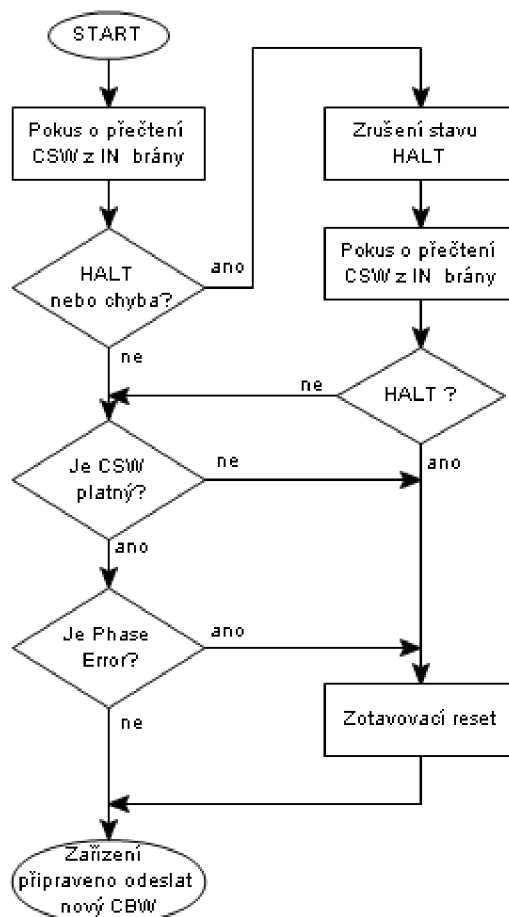 START
Pokus o přečtení
CSW z IN brány
HALT
nebo chyba?
ano
ne
Zrušení stavu
HALT
Pokus o přečtení
CSW z IN brány
HALT ?
ne
ano
Je CSW
platný?
ne
ano
Je Phase
Error?
ano
ne
Zotavovací reset
Zařízení
připraveno odeslat
nový CBW